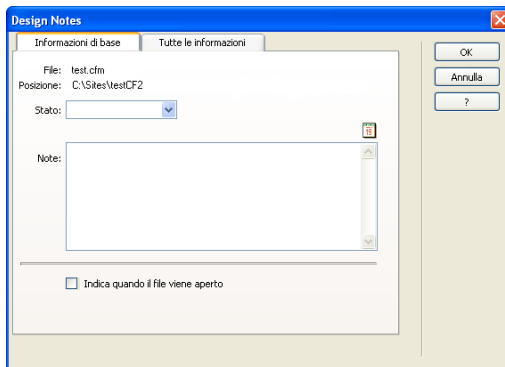 Design Notes
Informazioni di base
Tutte le informazioni
OK
Annulla
?
File: test.cfm
Posizione: C:\Sites\testCF2
Stato:
15
Note:
Indica quando il file viene aperto